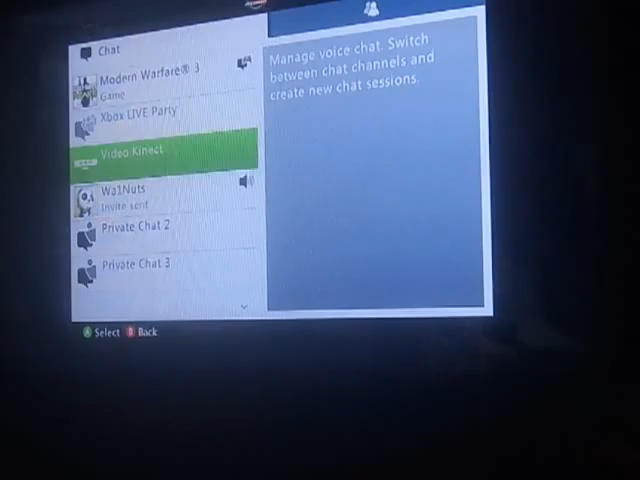 Chat
Modern Warfare® 3
Game
Xbox LIVE Party
Video Kinect
Wa1Nuts
Invite sent
Private Chat 2
Private Chat 3
Manage voice chat. Switch
between chat channels and
create new chat sessions.
A Select B Back